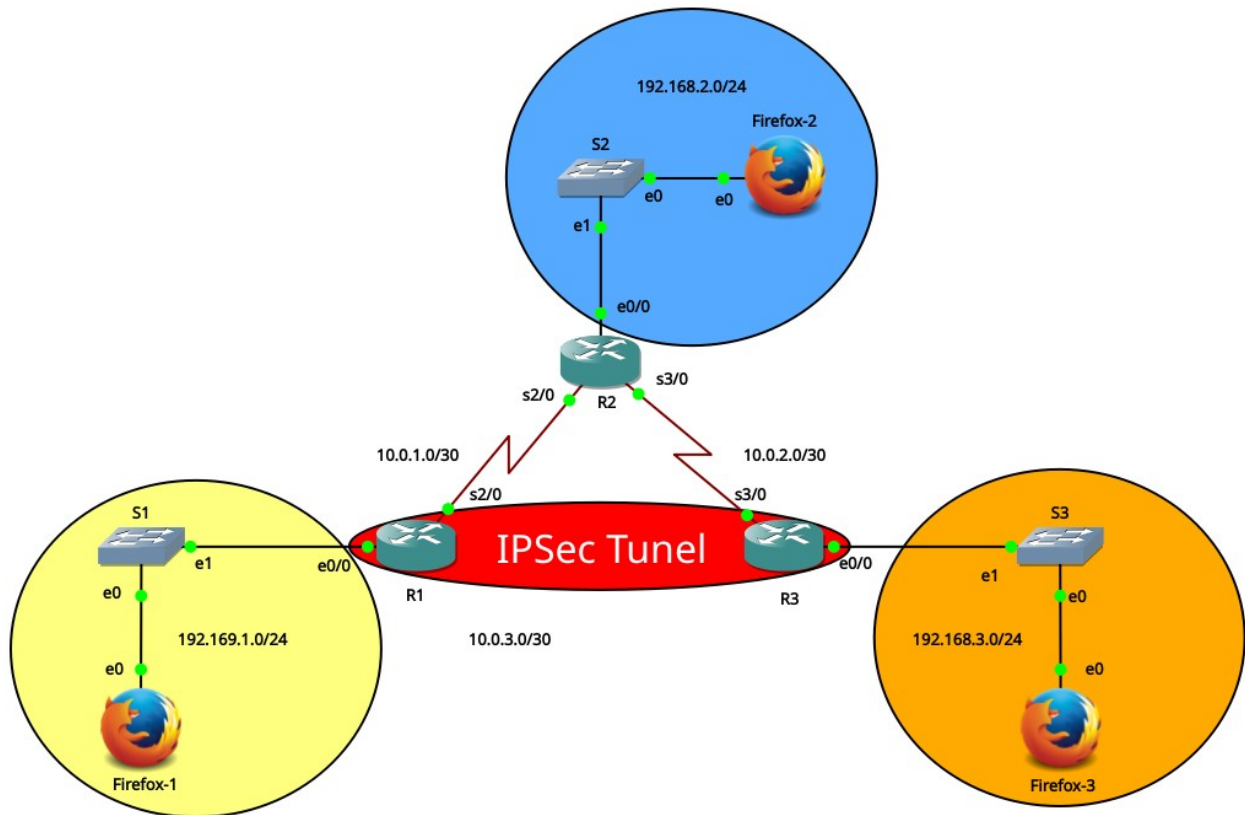 192.168.2.0/24
Firefox-2
S2
e0
e0
e1
e0/0
s2/0
s3/0
R2
10.0.1.0/30
10.0.2.0/30
s2/0
s3/0
S1
e1
e0/0
R1
IPSec Tunel
R3
e0/0
S3
e1
e0
e0
192.169.1.0/24
10.0.3.0/30
192.168.3.0/24
e0
e0
Firefox-1
Firefox-3